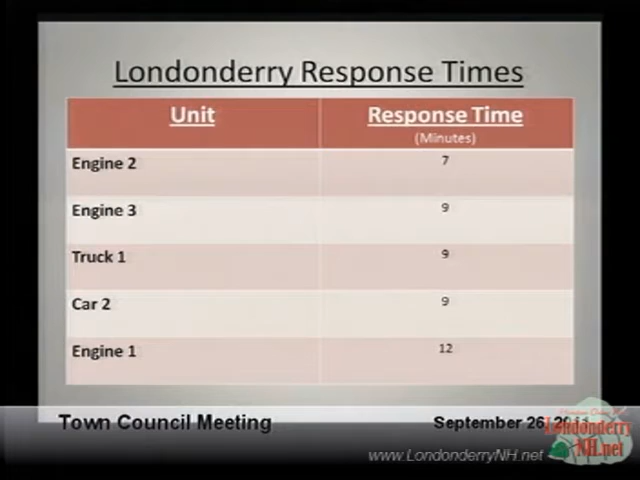 Londonderry Response Times
Unit Response Time
(Minutes)
Engine 2 7
Engine 3 9
Truck 1 9
Car 2 9
Engine 1 12
Town Council Meeting September 26, 2011
www.LondonderryNH.net
Londonderry
NH.net